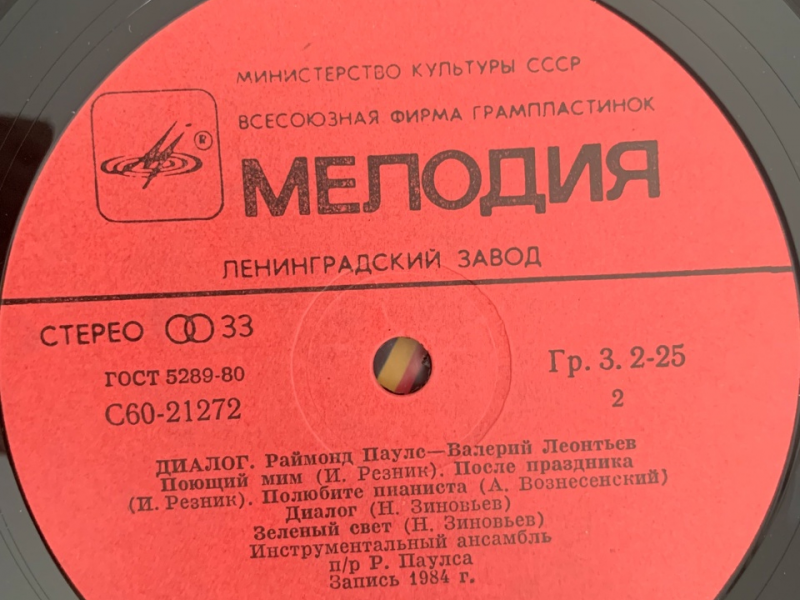 МИНИСТЕРСТВО КУЛЬТУРЫ СССР
ВСЕСОЮЗНАЯ ФИРМА ГРАМПЛАСТИНОК
®
МЕЛОДИЯ
ЛЕНИНГРАДСКИЙ ЗАВОД
СТЕРЕО 33
ГОСТ 5289-80
С60-21272
Гр. 3. 2-25
2
ДИАЛОГ. Раймонд Паулс—Валерий Леонтьев
Поющий мим (И. Резник). После праздника
(И. Резник). Полюбите пианиста (А. Вознесенский)
Диалог (Н. Зиновьев)
Зеленый свет (Н. Зиновьев)
Инструментальный ансамбль
п/р Р. Паулса
Запись 1984 г.